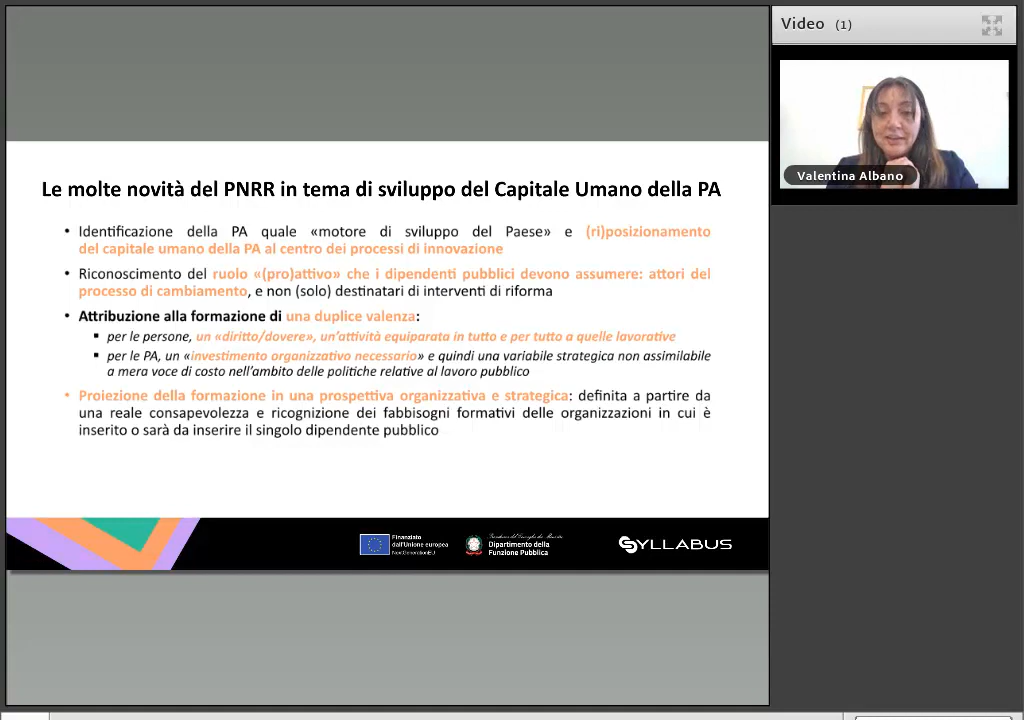 Video (1)
Valentina Albano
Le molte novità del PNRR in tema di sviluppo del Capitale Umano della PA
• Identificazione della PA quale «motore di sviluppo del Paese» e (ri)posizionamento
del capitale umano della PA al centro dei processi di innovazione
• Riconoscimento del ruolo «(pro)attivo» che i dipendenti pubblici devono assumere: attori del
processo di cambiamento, e non (solo) destinatari di interventi di riforma
• Attribuzione alla formazione di una duplice valenza:
▪ per le persone, un «diritto/dovere», un'attività equiparata in tutto e per tutto a quelle lavorative
▪ per le PA, un «investimento organizzativo necessario» e quindi una variabile strategica non assimilabile
a mera voce di costo nell'ambito delle politiche relative al lavoro pubblico
• Proiezione della formazione in una prospettiva organizzativa e strategica: definita a partire da
una reale consapevolezza e ricognizione dei fabbisogni formativi delle organizzazioni in cui è
inserito o sarà da inserire il singolo dipendente pubblico
Finanziato
dall'Unione europea
NextGenerationEU
Presidenza del Consiglio dei Ministri
Dipartimento della
Funzione Pubblica
SYLLABUS